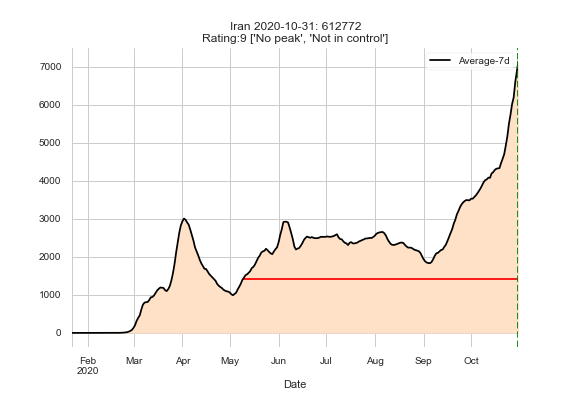 Iran 2020-10-31: 612772
Rating:9 ['No peak', 'Not in control']
Average-7d
7000
6000
5000
4000
3000
2000
1000
0
Feb Mar Apr May Jun Jul Aug Sep Oct
2020
Date